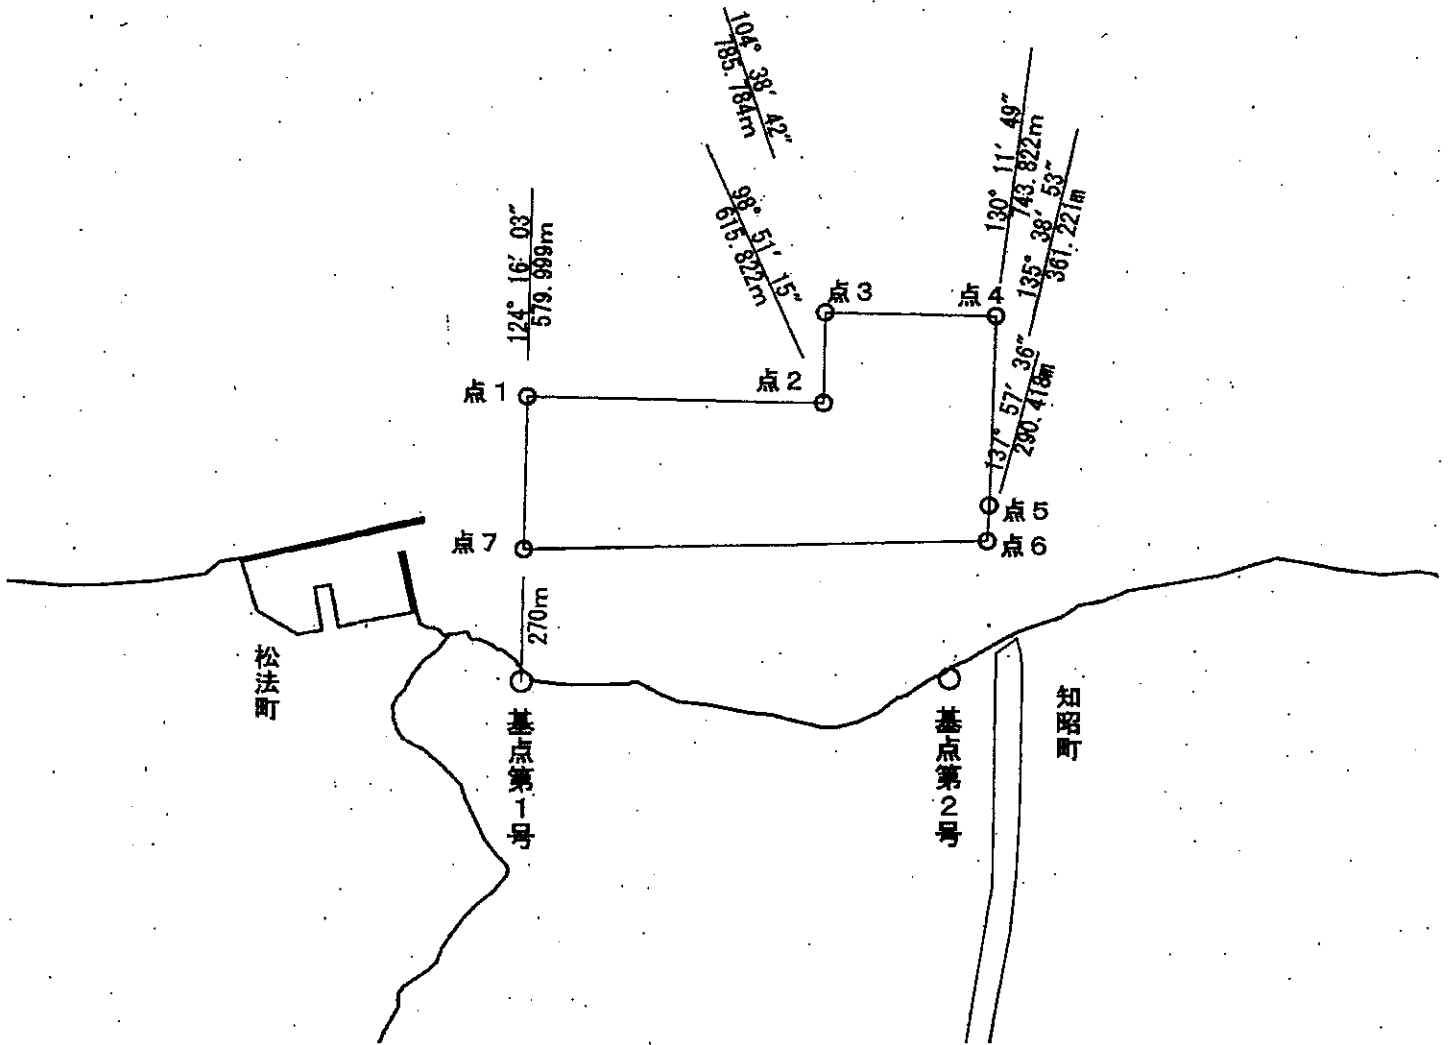 104° 38′ 42″
785.784m
98° 51′ 15″
615.822m
130° 11′ 49″
743.822m
135° 38′ 53″
361.221m
124° 16′ 03″
579.999m
点3
点4
点1
点2
137° 57′ 36″
290.418m
点5
点7
点6
270m
松法町
知昭町
基点第1号
基点第2号